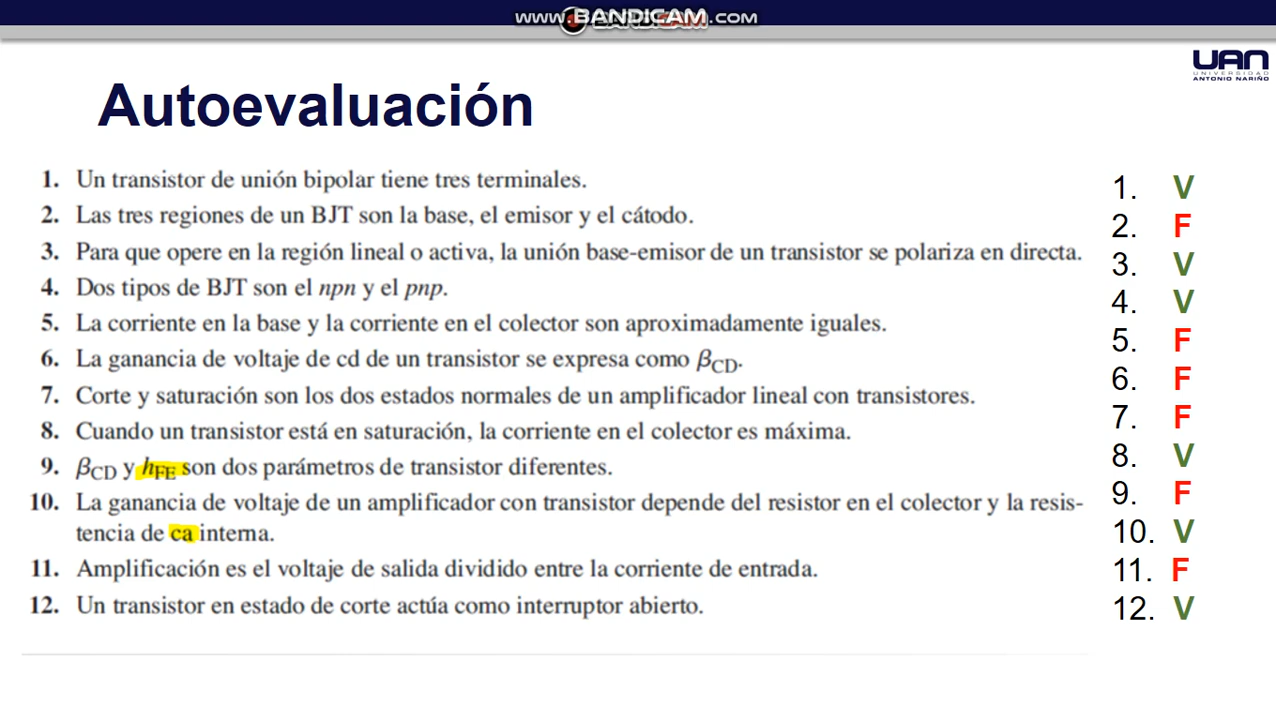 www.BANDICAM.com
UAN
UNIVERSIDAD
ANTONIO NARIÑO
Autoevaluación
1. Un transistor de unión bipolar tiene tres terminales.
2. Las tres regiones de un BJT son la base, el emisor y el cátodo.
3. Para que opere en la región lineal o activa, la unión base-emisor de un transistor se polariza en directa.
4. Dos tipos de BJT son el npn y el pnp.
5. La corriente en la base y la corriente en el colector son aproximadamente iguales.
6. La ganancia de voltaje de cd de un transistor se expresa como βCD.
7. Corte y saturación son los dos estados normales de un amplificador lineal con transistores.
8. Cuando un transistor está en saturación, la corriente en el colector es máxima.
9. βCD y hFE son dos parámetros de transistor diferentes.
10. La ganancia de voltaje de un amplificador con transistor depende del resistor en el colector y la resis-
tencia de ca interna.
11. Amplificación es el voltaje de salida dividido entre la corriente de entrada.
12. Un transistor en estado de corte actúa como interruptor abierto.
1. V
2. F
3. V
4. V
5. F
6. F
7. F
8. V
9. F
10. V
11. F
12. V